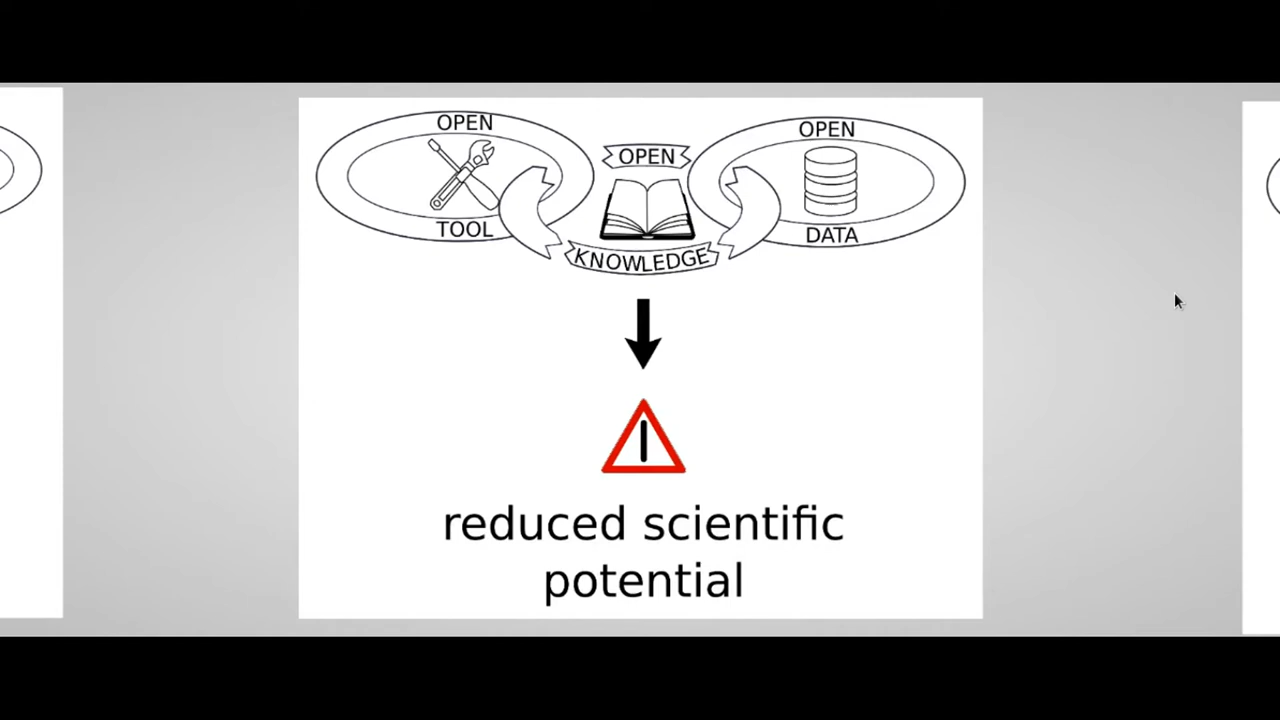 OPEN
TOOL
OPEN
KNOWLEDGE
OPEN
DATA
reduced scientific
potential